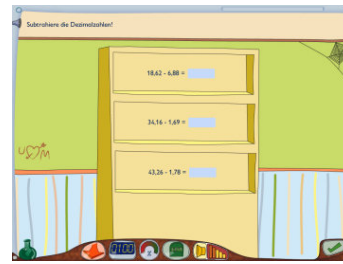 Subtrahiere die Dezimalzahlen!
18,62 - 6,88 =
34,16 - 1,69 =
43,26 - 1,78 =